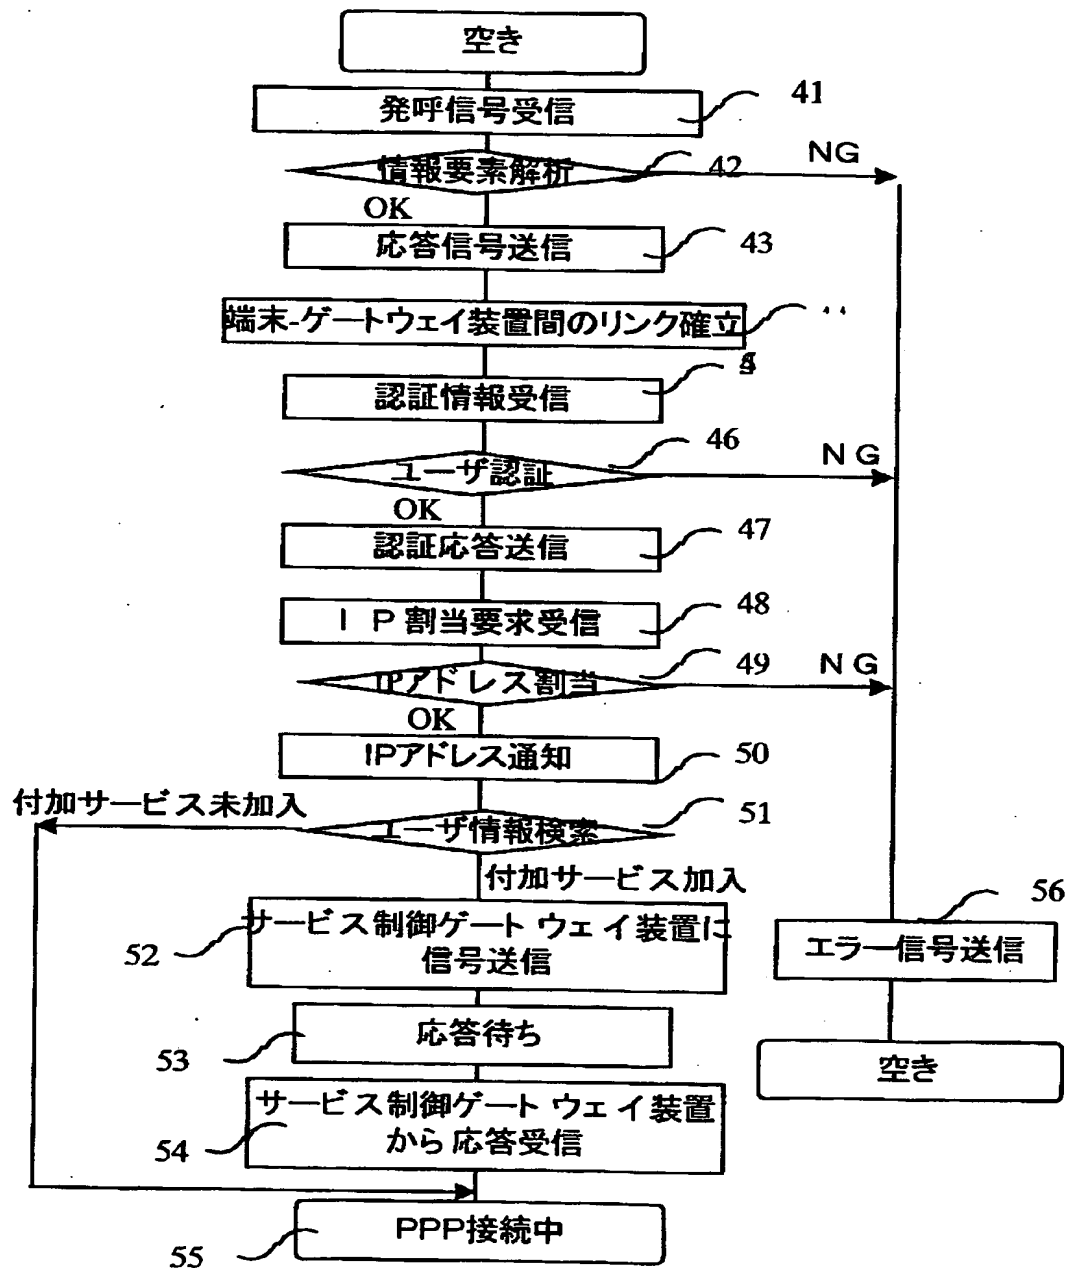 空き
発呼信号受信
41
情報要素解析
42
NG
OK
応答信号送信
43
端末-ゲートウェイ装置間のリンク確立
認証情報受信
ユーザ認証
46
NG
OK
認証応答送信
47
IP割当要求受信
48
IPアドレス割当
49
NG
OK
IPアドレス通知
50
付加サービス未加入
ユーザ情報検索
51
付加サービス加入
サービス制御ゲートウェイ装置に
信号送信
52
56
エラー信号送信
応答待ち
53
空き
サービス制御ゲートウェイ装置
から応答受信
54
PPP接続中
55